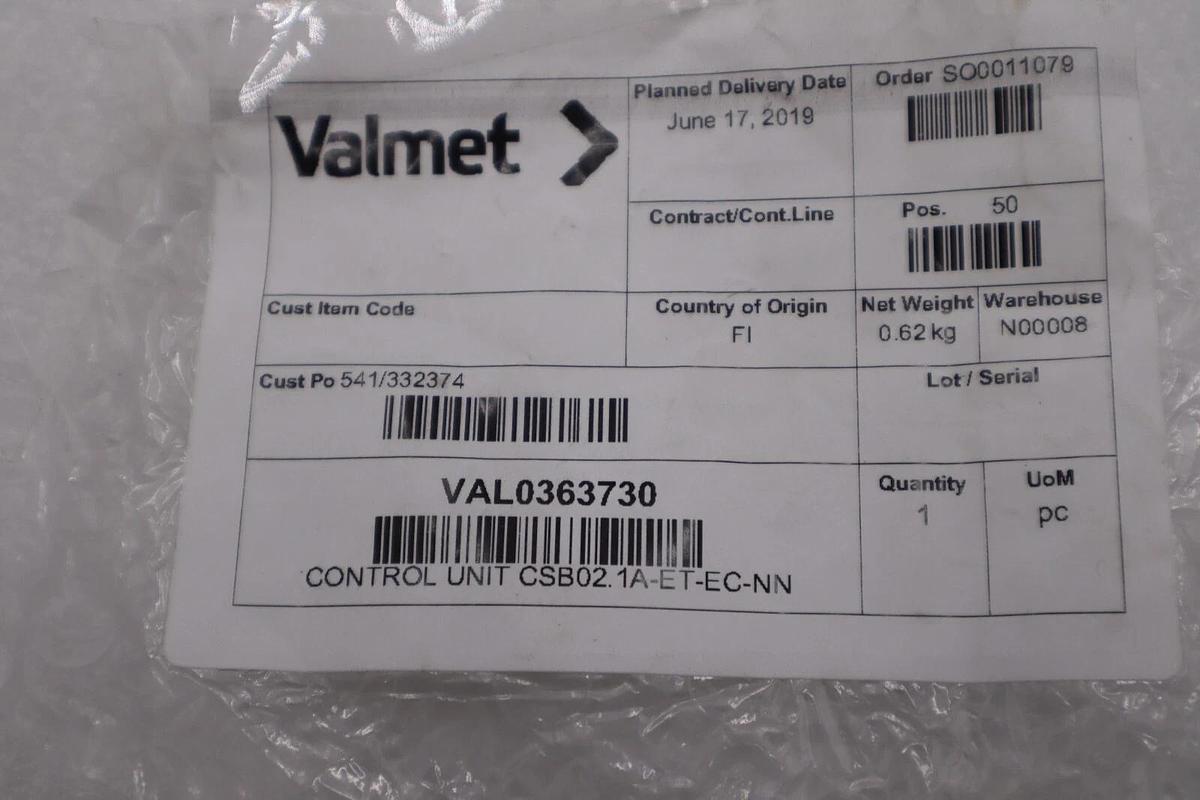 Valmet
Planned Delivery Date
June 17, 2019
Order SO0011079
Contract/Cont.Line
Pos. 50
Cust Item Code
Country of Origin
FI
Net Weight
0.62 kg
Warehouse
N00008
Cust Po 541/332374
Lot / Serial
VAL0363730
CONTROL UNIT CSB02.1A-ET-EC-NN
Quantity
1
UoM
pc